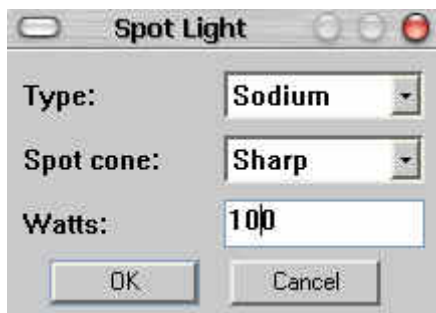 Spot Light
Type: Sodium
Spot cone: Sharp
Watts: 100
OK Cancel